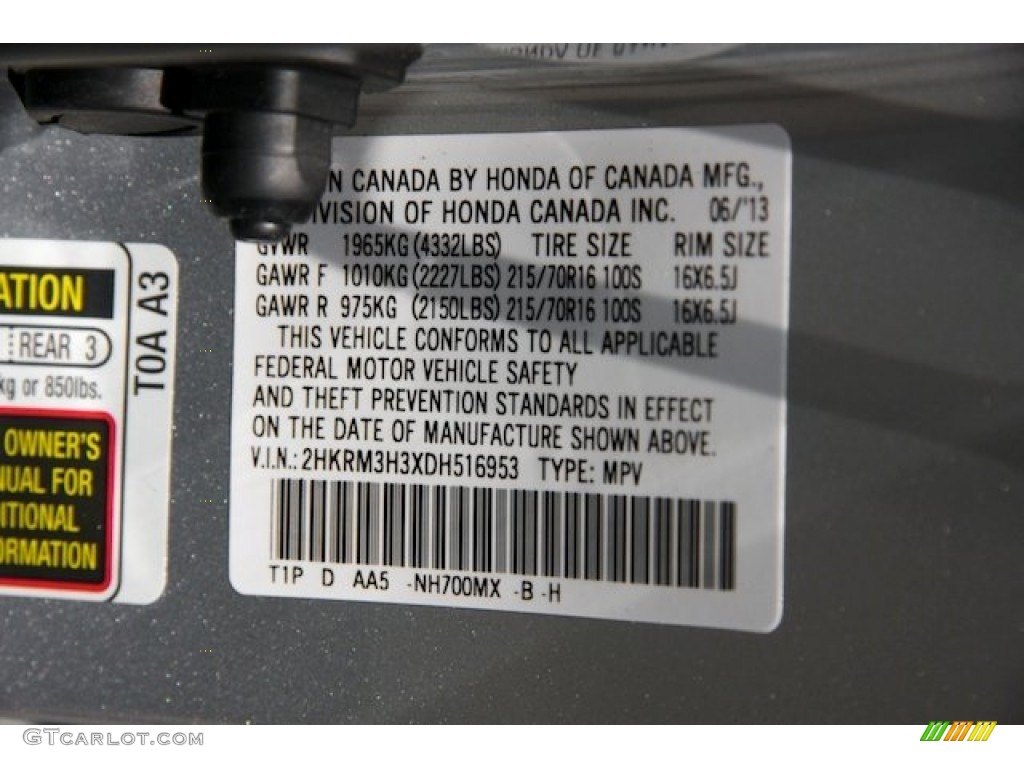 N CANADA BY HONDA OF CANADA MFG.,
IVISION OF HONDA CANADA INC. 06/'13
GVWR 1965KG (4332LBS) TIRE SIZE RIM SIZE
GAWR F 1010KG (2227LBS) 215/70R16 100S 16X6.5J
GAWR R 975KG (2150LBS) 215/70R16 100S 16X6.5J
THIS VEHICLE CONFORMS TO ALL APPLICABLE
FEDERAL MOTOR VEHICLE SAFETY
AND THEFT PREVENTION STANDARDS IN EFFECT
ON THE DATE OF MANUFACTURE SHOWN ABOVE.
V.I.N.: 2HKRM3H3XDH516953 TYPE: MPV
T1P D AA5 -NH700MX -B -H
ATION
REAR 3
kg or 850lbs.
OWNER'S
NUAL FOR
DITIONAL
FORMATION
T0A A3
GTCarlot.com